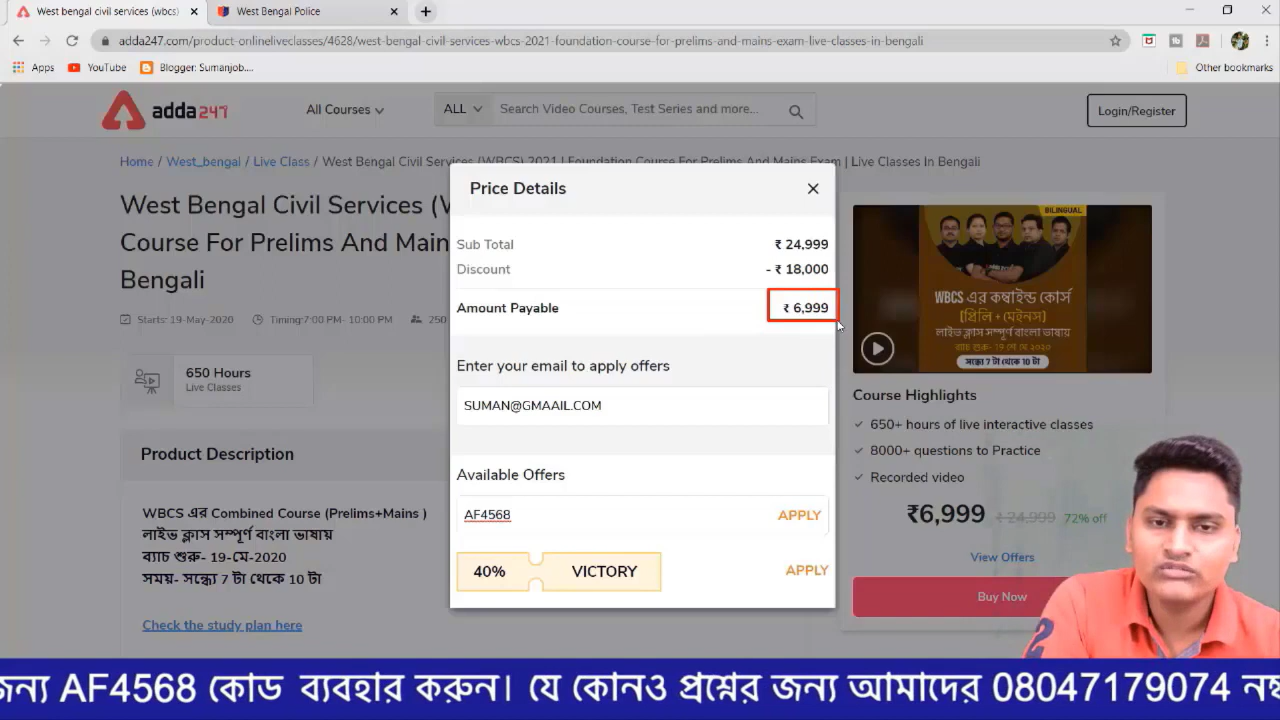 West bengal civil services (wbcs)
West Bengal Police
adda247.com/product-onlineliveclasses/4628/west-bengal-civil-services-wbcs-2021-foundation-course-for-prelims-and-mains-exam-live-classes-in-bengali
Apps YouTube Blogger: Sumanjob.... Other bookmarks
adda247 All Courses ALL Search Video Courses, Test Series and more... Login/Register
Home / West_bengal / Live Class / West Bengal Civil Services (WBCS) 2021 | Foundation Course For Prelims And Mains Exam | Live Classes In Bengali
West Bengal Civil Services (W
Course For Prelims And Main
Bengali
Starts: 19-May-2020 Timing:7:00 PM- 10:00 PM 250
650 Hours
Live Classes
Product Description
WBCS এর Combined Course (Prelims+Mains )
লাইভ ক্লাস সম্পূর্ণ বাংলা ভাষায়
ব্যাচ শুরু- 19-মে-2020
সময়- সন্ধ্যে 7 টা থেকে 10 টা
Check the study plan here
Price Details
Sub Total ₹ 24,999
Discount - ₹ 18,000
Amount Payable ₹ 6,999
Enter your email to apply offers
SUMAN@GMAAIL.COM
Available Offers
AF4568 APPLY
40% VICTORY APPLY
BILINGUAL
WBCS এর কম্বাইন্ড কোর্স
(প্রিলি + মেইনস)
লাইভ ক্লাস সম্পূর্ণ বাংলা ভাষায়
ব্যাচ শুরু- 19 শে মে 2020
সন্ধ্যে 7 টা থেকে 10 টা
Course Highlights
650+ hours of live interactive classes
8000+ questions to Practice
Recorded video
₹6,999 ₹ 24,999 72% off
View Offers
Buy Now
জন্য AF4568 কোড ব্যবহার করুন। যে কোনও প্রশ্নের জন্য আমাদের 08047179074 নম্ব